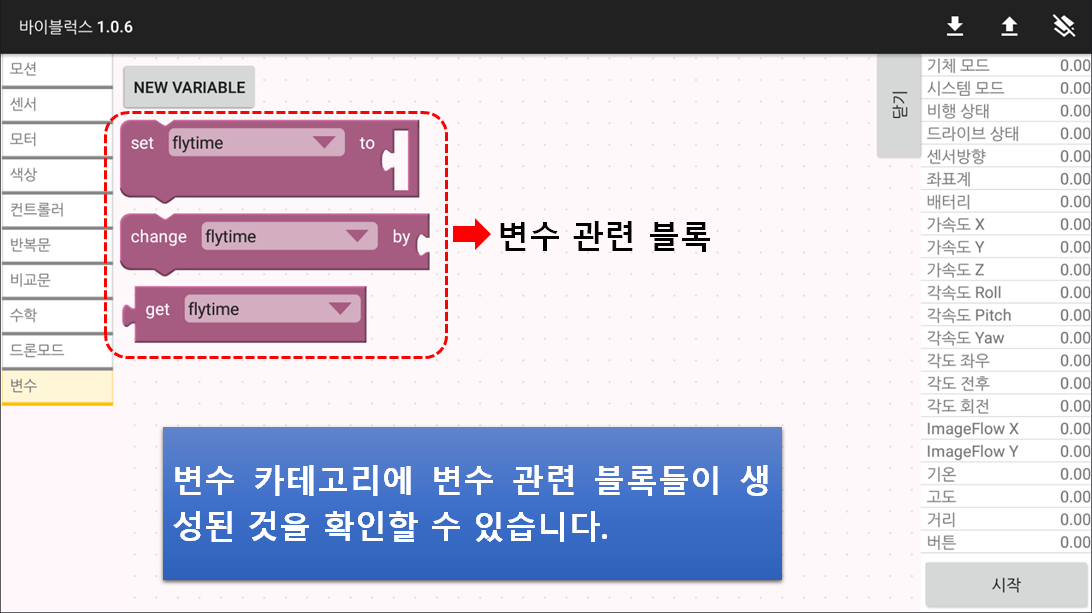 바이블럭스 1.0.6
모션
센서
모터
색상
컨트롤러
반복문
비교문
수학
드론모드
변수
NEW VARIABLE
set flytime to
change flytime by
get flytime
변수 관련 블록
변수 카테고리에 변수 관련 블록들이 생
성된 것을 확인할 수 있습니다.
닫기
기체 모드 0.00
시스템 모드 0.00
비행 상태 0.00
드라이브 상태 0.00
센서방향 0.00
좌표계 0.00
배터리 0.00
가속도 X 0.00
가속도 Y 0.00
가속도 Z 0.00
각속도 Roll 0.00
각속도 Pitch 0.00
각속도 Yaw 0.00
각도 좌우 0.00
각도 전후 0.00
각도 회전 0.00
ImageFlow X 0.00
ImageFlow Y 0.00
기온 0.00
고도 0.00
거리 0.00
버튼 0.00
시작